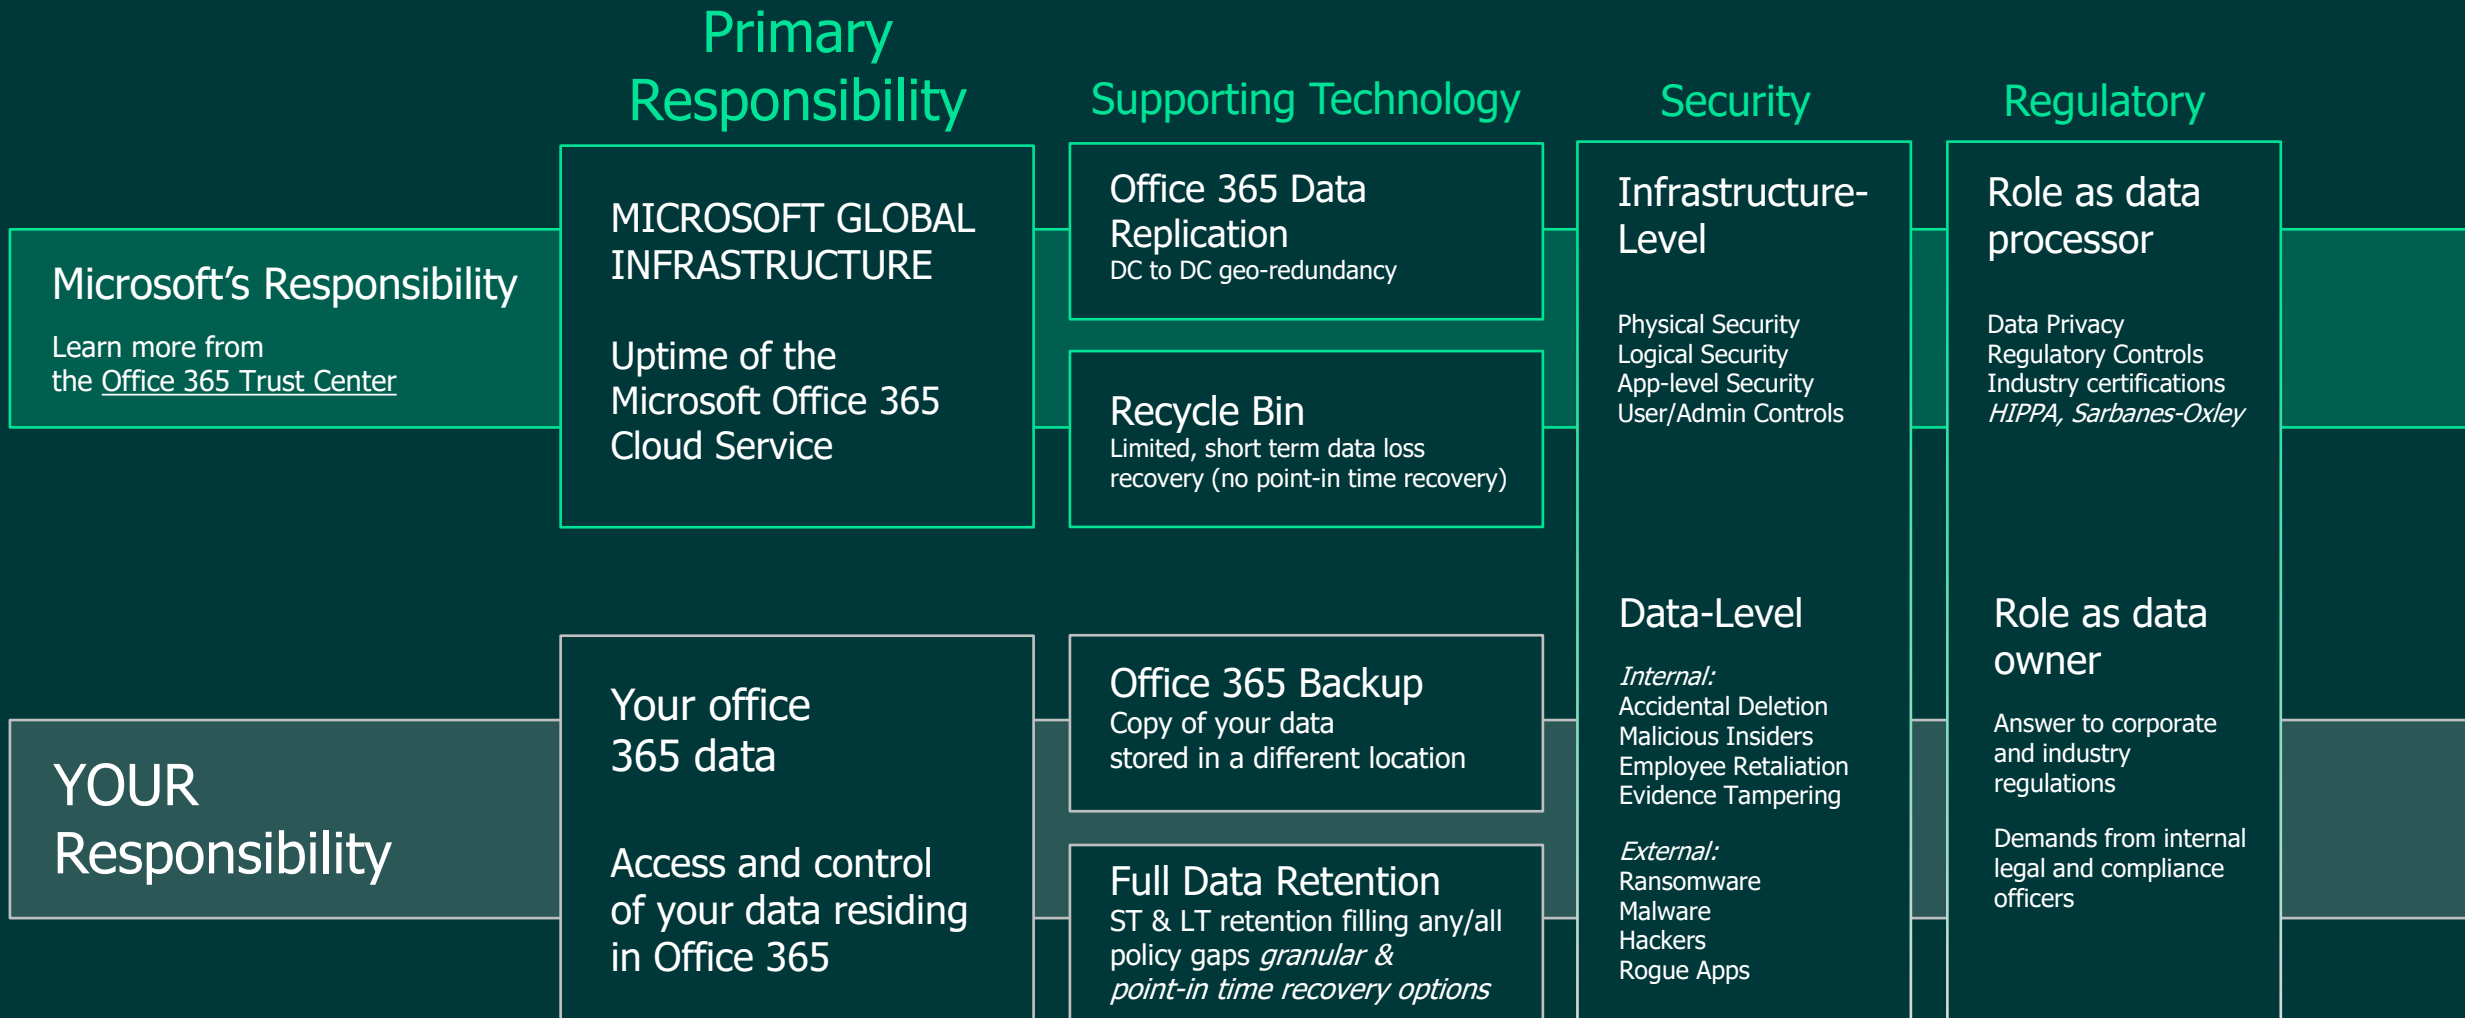 Primary
Responsibility
Supporting Technology
Security
Regulatory
Microsoft’s Responsibility
Learn more from
the Office 365 Trust Center
MICROSOFT GLOBAL
INFRASTRUCTURE
Uptime of the
Microsoft Office 365
Cloud Service
Office 365 Data
Replication
DC to DC geo-redundancy
Recycle Bin
Limited, short term data loss
recovery (no point-in time recovery)
Infrastructure-
Level
Physical Security
Logical Security
App-level Security
User/Admin Controls
Role as data
processor
Data Privacy
Regulatory Controls
Industry certifications
HIPPA, Sarbanes-Oxley
YOUR
Responsibility
Your office
365 data
Access and control
of your data residing
in Office 365
Office 365 Backup
Copy of your data
stored in a different location
Full Data Retention
ST & LT retention filling any/all
policy gaps granular &
point-in time recovery options
Data-Level
Internal:
Accidental Deletion
Malicious Insiders
Employee Retaliation
Evidence Tampering
External:
Ransomware
Malware
Hackers
Rogue Apps
Role as data
owner
Answer to corporate
and industry
regulations
Demands from internal
legal and compliance
officers